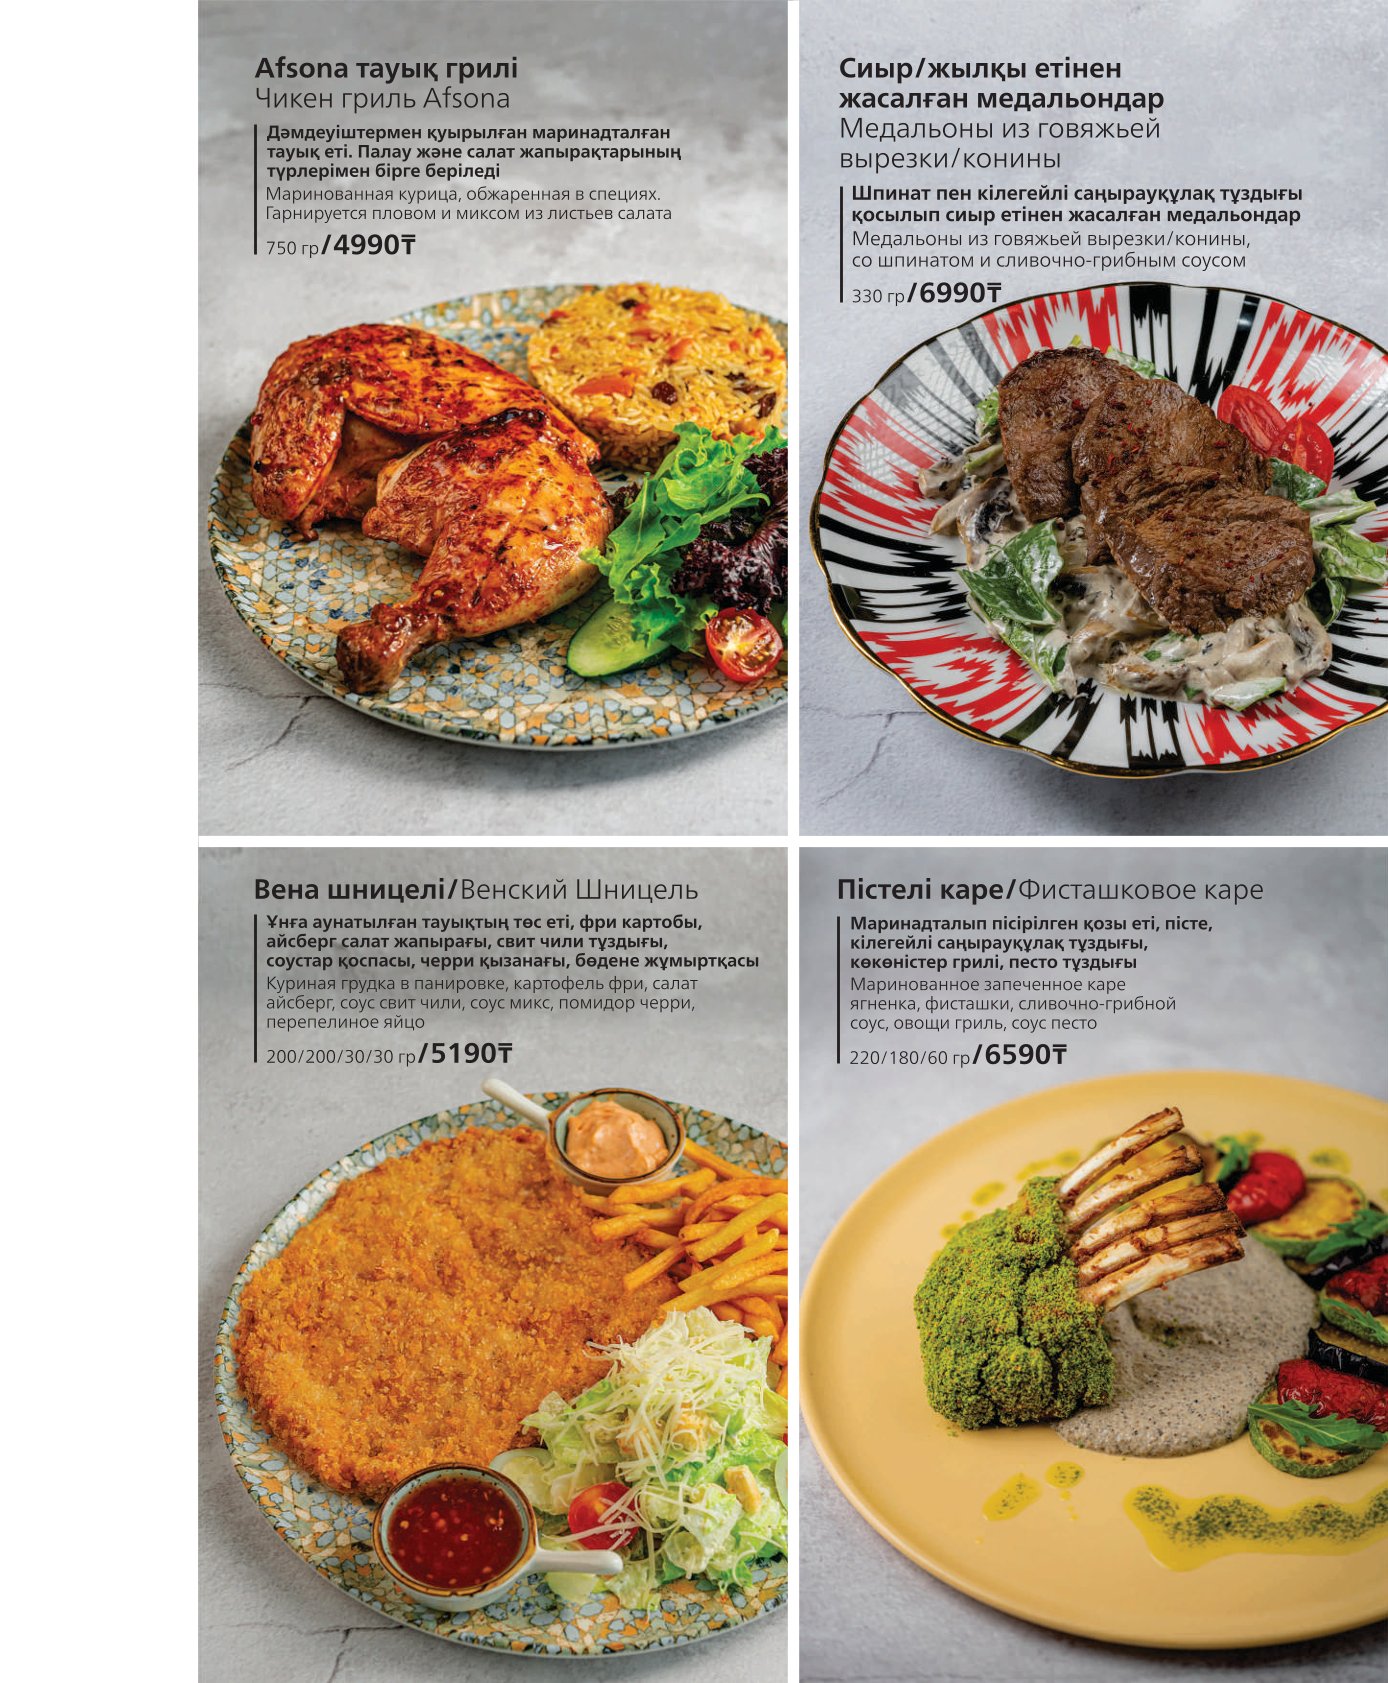 Afsona тауық грилі
Чикен гриль Afsona
Дәмдеуіштермен қуырылған маринадталған
тауық еті. Палау және салат жапырақтарының
түрлерімен бірге беріледі
Маринованная курица, обжаренная в специях.
Гарнируется пловом и миксом из листьев салата
750 гр/4990₸
Сиыр/жылқы етінен
жасалған медальондар
Медальоны из говяжьей
вырезки/конины
Шпинат пен кілегейлі саңырауқұлақ тұздығы
қосылып сиыр етінен жасалған медальондар
Медальоны из говяжьей вырезки/конины,
со шпинатом и сливочно-грибным соусом
330 гр/6990₸
Вена шницелі/Венский Шницель
Ұнға аунатылған тауықтың төс еті, фри картобы,
айсберг салат жапырағы, свит чили тұздығы,
соустар қоспасы, черри қызанағы, бөдене жұмыртқасы
Куриная грудка в панировке, картофель фри, салат
айсберг, соус свит чили, соус микс, помидор черри,
перепелиное яйцо
200/200/30/30 гр/5190₸
Пістелі каре/Фисташковое каре
Маринадталып пісірілген қозы еті, пісте,
кілегейлі саңырауқұлақ тұздығы,
көкөністер грилі, песто тұздығы
Маринованное запеченное каре
ягненка, фисташки, сливочно-грибной
соус, овощи гриль, соус песто
220/180/60 гр/6590₸